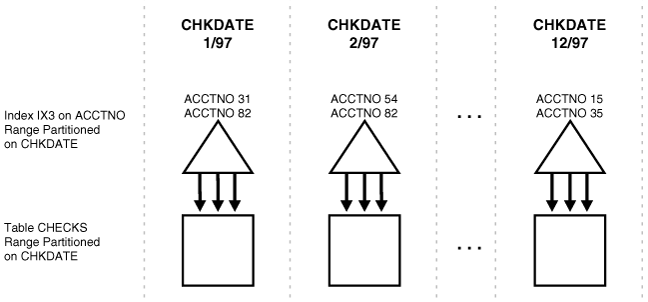 CHKDATE
1/97
CHKDATE
2/97
CHKDATE
12/97
Index IX3 on ACCTNO
Range Partitioned
on CHKDATE
ACCTNO 31
ACCTNO 82
ACCTNO 54
ACCTNO 82
. . .
ACCTNO 15
ACCTNO 35
Table CHECKS
Range Partitioned
on CHKDATE
. . .